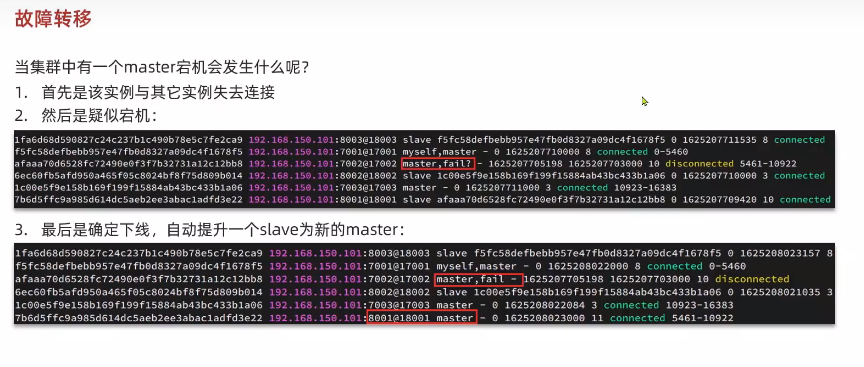 故障转移
当集群中有一个master宕机会发生什么呢？
1. 首先是该实例与其它实例失去连接
2. 然后是疑似宕机：
1fa6d68d590827c24c237b1c490b78e5c7fe2ca9 192.168.150.101:8003@18003 slave f5fc58defbebb957e47fb0d8327a09dc4f1678f5 0 1625207711535 8 connected
f5fc58defbebb957e47fb0d8327a09dc4f1678f5 192.168.150.101:7001@17001 myself,master - 0 1625207710000 8 connected 0-5460
afaaa70d6528fc72490e0f3f7b32731a12c12bb8 192.168.150.101:7002@17002 master,fail? - 1625207705198 1625207703000 10 disconnected 5461-10922
6ec60fb5afd950a465f05c8024bf8f75d809b014 192.168.150.101:8002@18002 slave 1c00e5f9e158b169f199f15884ab43bc433b1a06 0 1625207710000 3 connected
1c00e5f9e158b169f199f15884ab43bc433b1a06 192.168.150.101:7003@17003 master - 0 1625207711000 3 connected 10923-16383
7b6d5ffc9a985d614dc5aeb2ee3abac1adfd3e22 192.168.150.101:8001@18001 slave afaaa70d6528fc72490e0f3f7b32731a12c12bb8 0 1625207709420 10 connected
3. 最后是确定下线，自动提升一个slave为新的master：
1fa6d68d590827c24c237b1c490b78e5c7fe2ca9 192.168.150.101:8003@18003 slave f5fc58defbebb957e47fb0d8327a09dc4f1678f5 0 1625208023157 8
f5fc58defbebb957e47fb0d8327a09dc4f1678f5 192.168.150.101:7001@17001 myself,master - 0 1625208022000 8 connected 0-5460
afaaa70d6528fc72490e0f3f7b32731a12c12bb8 192.168.150.101:7002@17002 master,fail - 1625207705198 1625207703000 10 disconnected
6ec60fb5afd950a465f05c8024bf8f75d809b014 192.168.150.101:8002@18002 slave 1c00e5f9e158b169f199f15884ab43bc433b1a06 0 1625208021035 3
1c00e5f9e158b169f199f15884ab43bc433b1a06 192.168.150.101:7003@17003 master - 0 1625208022084 3 connected 10923-16383
7b6d5ffc9a985d614dc5aeb2ee3abac1adfd3e22 192.168.150.101:8001@18001 master - 0 1625208023000 11 connected 5461-10922